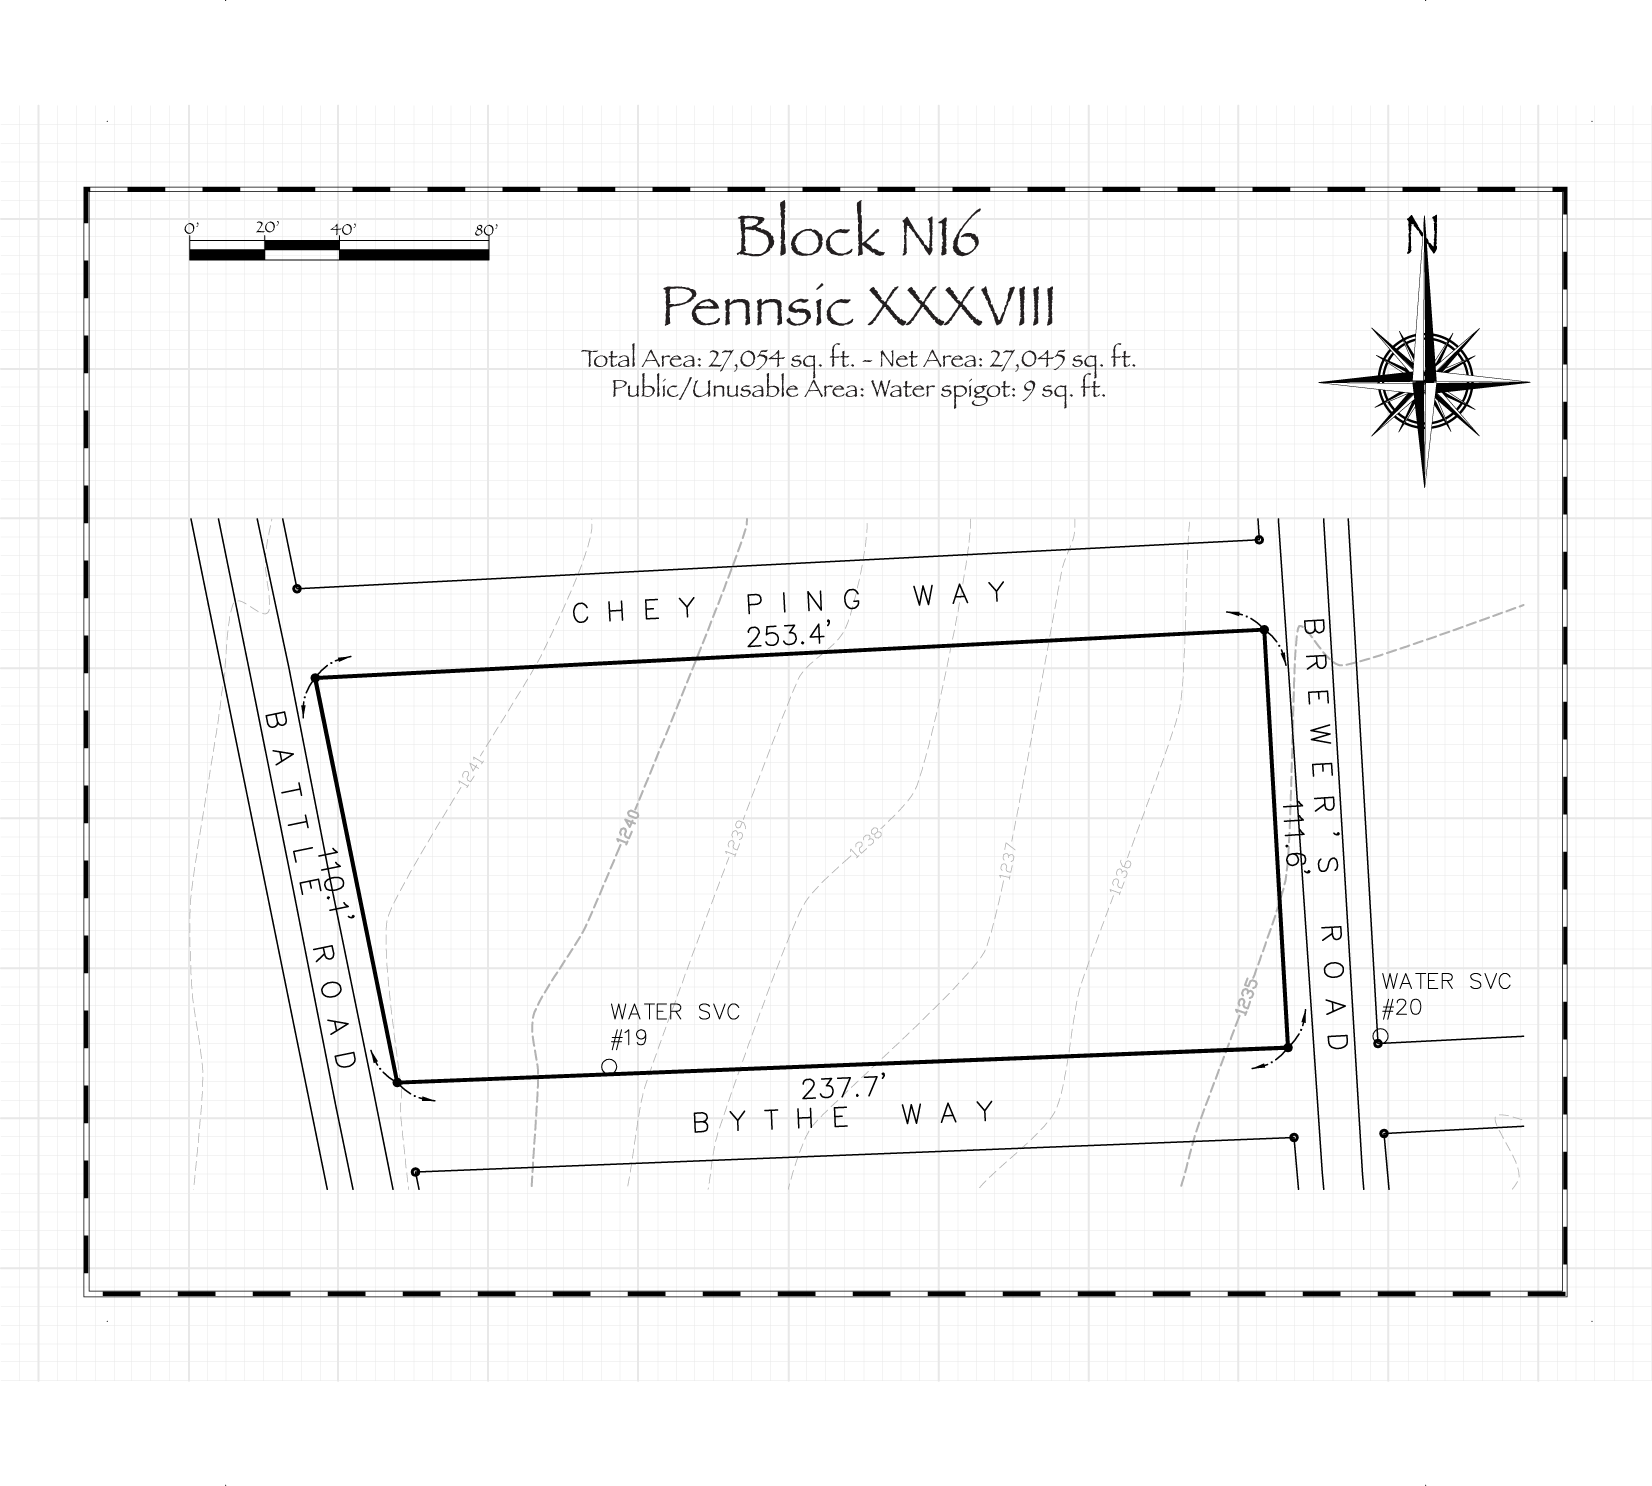 0' 20' 40' 80'
Block N16
N
Pennsic XXXVIII
Total Area: 27,054 sq. ft. - Net Area: 27,045 sq. ft.
Public/Unusable Area: Water spigot: 9 sq. ft.
CHEY PING WAY
253.4'
BATTLE ROAD
110.1'
BREWER'S ROAD
111.6'
1241
1240
1239
1238
1237
1236
1235
WATER SVC
#19
WATER SVC
#20
237.7'
BYTHE WAY